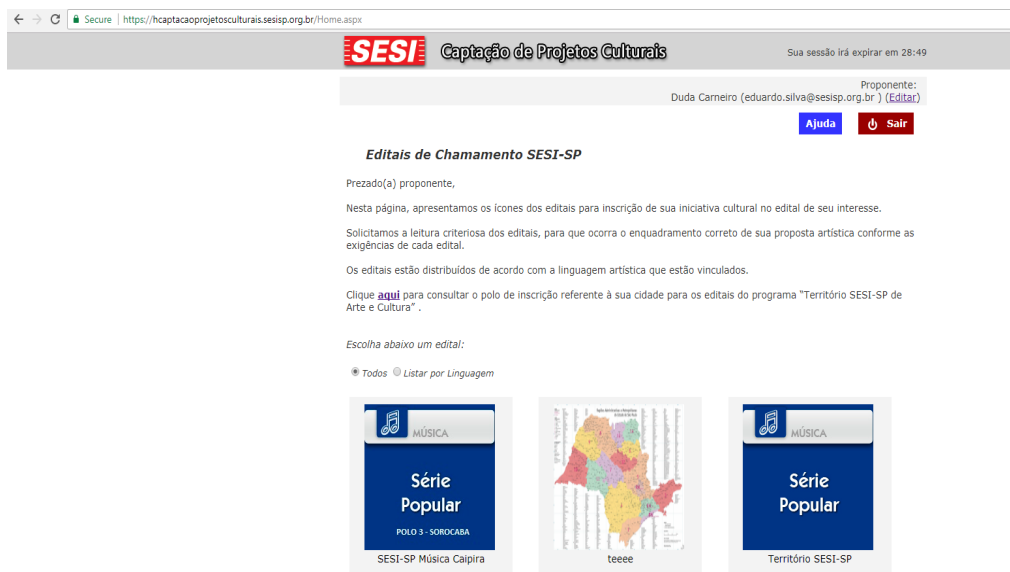 Secure | https://hcaptacaoprojetosculturais.sesisp.org.br/Home.aspx
SESI Captação de Projetos Culturais Sua sessão irá expirar em 28:49
Proponente:
Duda Carneiro (eduardo.silva@sesisp.org.br ) (Editar)
Ajuda Sair
Editais de Chamamento SESI-SP
Prezado(a) proponente,
Nesta página, apresentamos os ícones dos editais para inscrição de sua iniciativa cultural no edital de seu interesse.
Solicitamos a leitura criteriosa dos editais, para que ocorra o enquadramento correto de sua proposta artística conforme as
exigências de cada edital.
Os editais estão distribuídos de acordo com a linguagem artística que estão vinculados.
Clique aqui para consultar o polo de inscrição referente à sua cidade para os editais do programa "Território SESI-SP de
Arte e Cultura" .
Escolha abaixo um edital:
Todos Listar por Linguagem
MÚSICA
Série
Popular
POLO 3 - SOROCABA
SESI-SP Música Caipira
teeee
MÚSICA
Série
Popular
Território SESI-SP